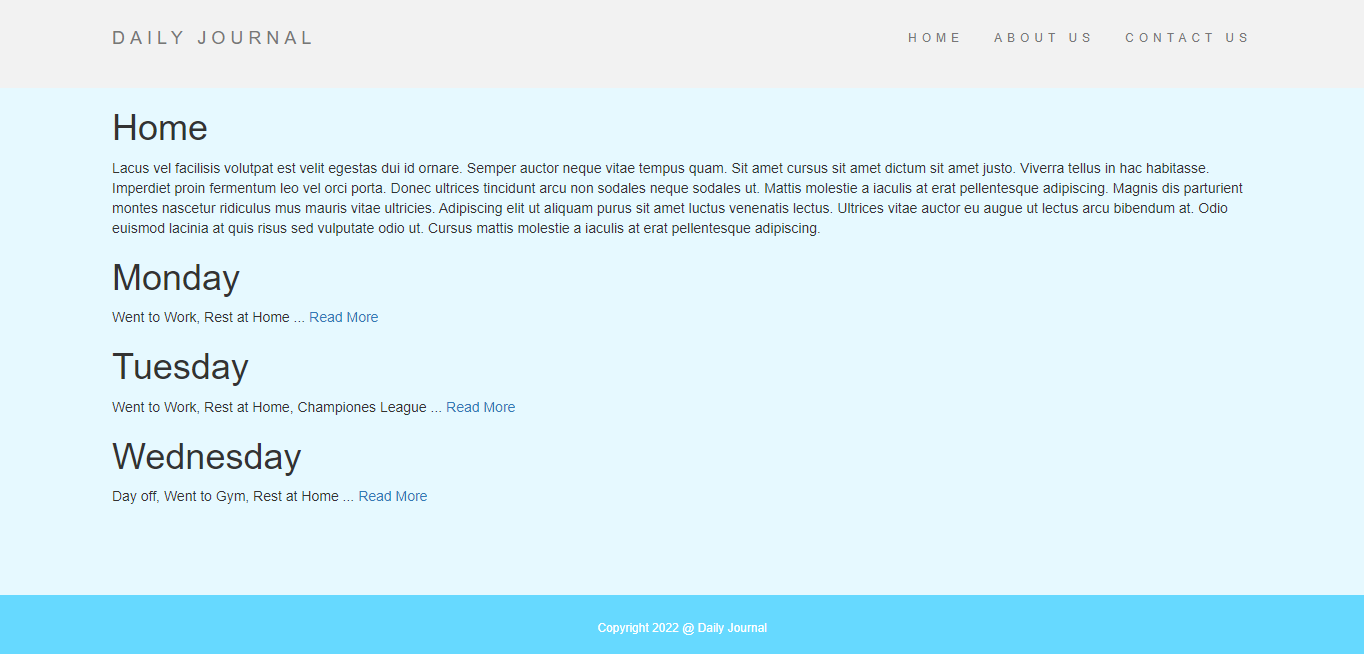 DAILY JOURNAL
HOME ABOUT US CONTACT US
Home
Lacus vel facilisis volutpat est velit egestas dui id ornare. Semper auctor neque vitae tempus quam. Sit amet cursus sit amet dictum sit amet justo. Viverra tellus in hac habitasse.
Imperdiet proin fermentum leo vel orci porta. Donec ultrices tincidunt arcu non sodales neque sodales ut. Mattis molestie a iaculis at erat pellentesque adipiscing. Magnis dis parturient
montes nascetur ridiculus mus mauris vitae ultricies. Adipiscing elit ut aliquam purus sit amet luctus venenatis lectus. Ultrices vitae auctor eu augue ut lectus arcu bibendum at. Odio
euismod lacinia at quis risus sed vulputate odio ut. Cursus mattis molestie a iaculis at erat pellentesque adipiscing.
Monday
Went to Work, Rest at Home ... Read More
Tuesday
Went to Work, Rest at Home, Championes League ... Read More
Wednesday
Day off, Went to Gym, Rest at Home ... Read More
Copyright 2022 @ Daily Journal